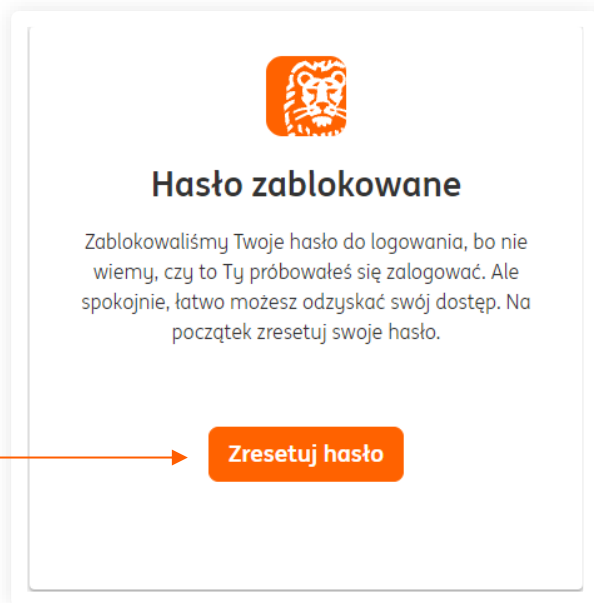 Hasło zablokowane
Zablokowaliśmy Twoje hasło do logowania, bo nie
wiemy, czy to Ty próbowałeś się zalogować. Ale
spokojnie, łatwo możesz odzyskać swój dostęp. Na
początek zresetuj swoje hasło.
Zresetuj hasło